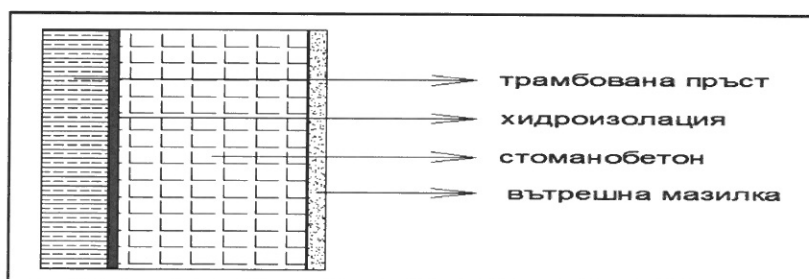 трамбована пръст
хидроизолация
стоманобетон
вътрешна мазилка